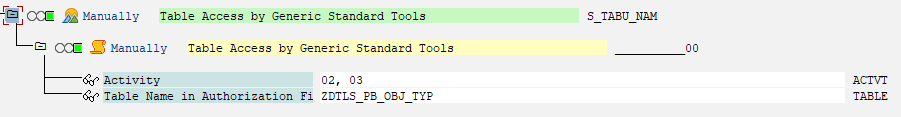 Manually Table Access by Generic Standard Tools S_TABU_NAM
Manually Table Access by Generic Standard Tools ___________00
Activity 02, 03 ACTVT
Table Name in Authorization Fi ZDTLS_PB_OBJ_TYP TABLE